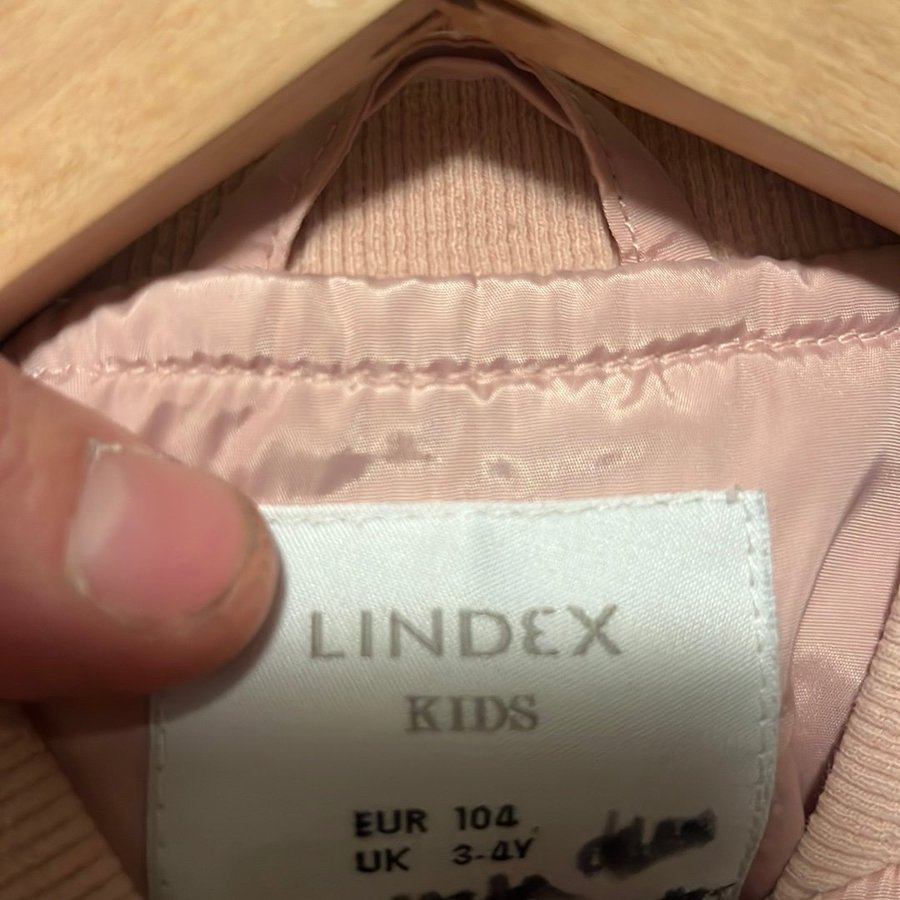 LINDEX
KIDS
EUR 104
UK 3-4Y